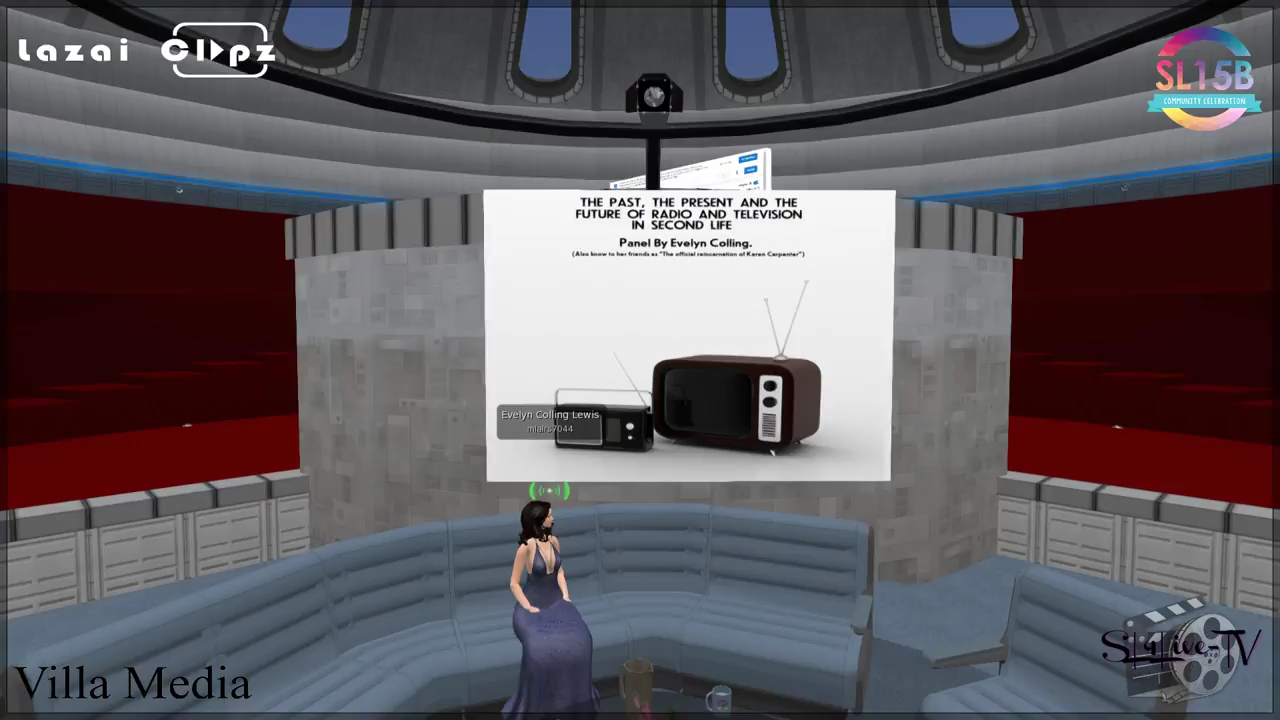 Lazai Clipz
SL15B
COMMUNITY CELEBRATION
THE PAST, THE PRESENT AND THE
FUTURE OF RADIO AND TELEVISION
IN SECOND LIFE
Panel By Evelyn Colling.
(Also know to her friends as "The official reincarnation of Karen Carpenter")
Evelyn Colling Lewis
Villa Media
SL4Live-TV